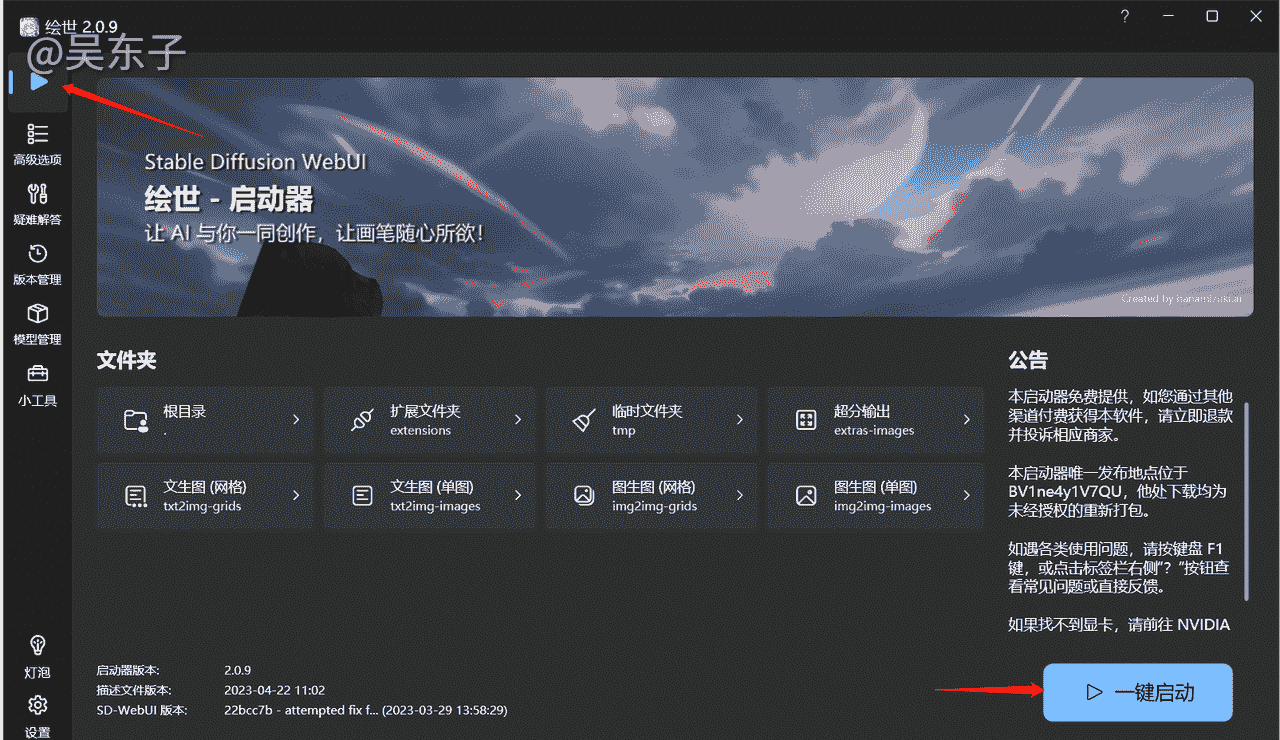 绘世 2.0.9
@吴东子
?
高级选项
疑难解答
版本管理
模型管理
小工具
灯泡
设置
Stable Diffusion WebUI
绘世 - 启动器
让 AI 与你一同创作，让画笔随心所欲！
Created by hanamizuki.ai
文件夹
根目录
.
扩展文件夹
extensions
临时文件夹
tmp
超分输出
extras-images
文生图 (网格)
txt2img-grids
文生图 (单图)
txt2img-images
图生图 (网格)
img2img-grids
图生图 (单图)
img2img-images
公告
本启动器免费提供，如您通过其他
渠道付费获得本软件，请立即退款
并投诉相应商家。
本启动器唯一发布地点位于
BV1ne4y1V7QU，他处下载均为
未经授权的重新打包。
如遇各类使用问题，请按键盘 F1
键，或点击标签栏右侧“？”按钮查
看常见问题或直接反馈。
如果找不到显卡，请前往 NVIDIA
启动器版本: 2.0.9
描述文件版本: 2023-04-22 11:02
SD-WebUI 版本: 22bcc7b - attempted fix f... (2023-03-29 13:58:29)
一键启动